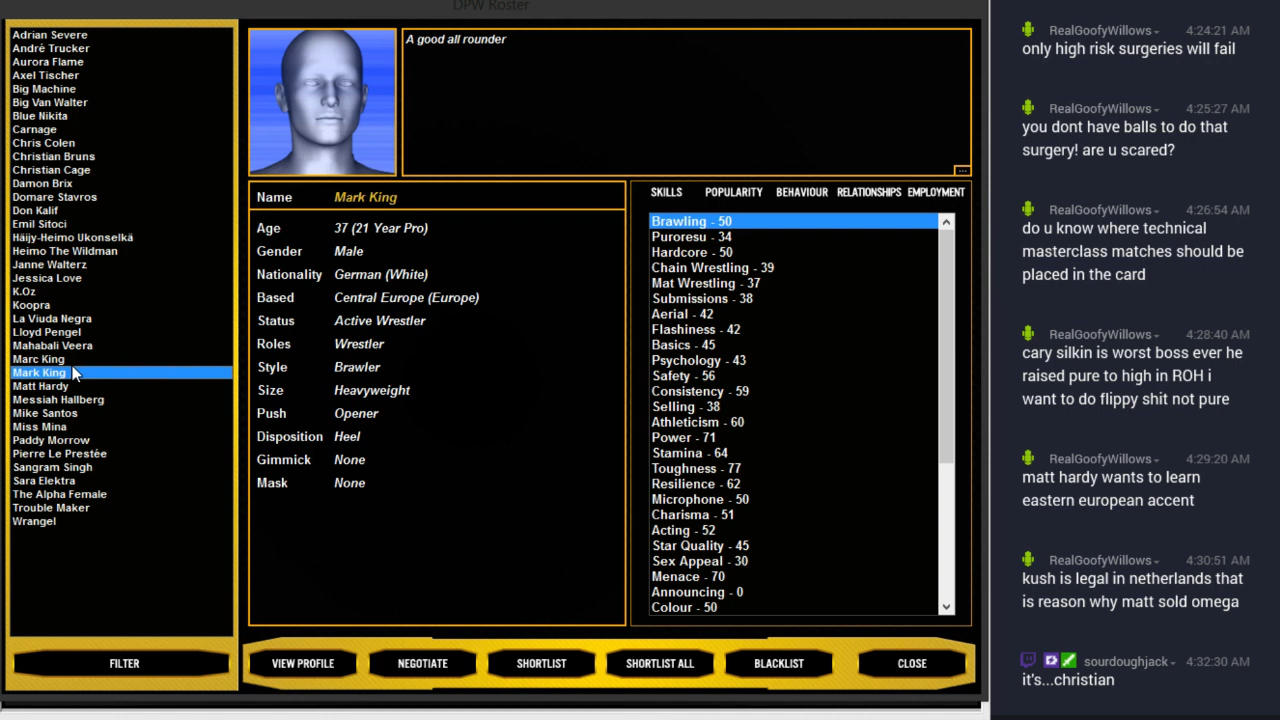 DPW Roster
Adrian Severe
André Trucker
Aurora Flame
Axel Tischer
Big Machine
Big Van Walter
Blue Nikita
Carnage
Chris Colen
Christian Bruns
Christian Cage
Damon Brix
Domare Stavros
Don Kalif
Emil Sitoci
Häijy-Heimo Ukonselkä
Heimo The Wildman
Janne Walterz
Jessica Love
K.Oz
Koopra
La Viuda Negra
Lloyd Pengel
Mahabali Veera
Marc King
Mark King
Matt Hardy
Messiah Hallberg
Mike Santos
Miss Mina
Paddy Morrow
Pierre Le Prestée
Sangram Singh
Sara Elektra
The Alpha Female
Trouble Maker
Wrangel
FILTER
A good all rounder
...
Name Mark King
Age 37 (21 Year Pro)
Gender Male
Nationality German (White)
Based Central Europe (Europe)
Status Active Wrestler
Roles Wrestler
Style Brawler
Size Heavyweight
Push Opener
Disposition Heel
Gimmick None
Mask None
SKILLS POPULARITY BEHAVIOUR RELATIONSHIPS EMPLOYMENT
Brawling - 50
Puroresu - 34
Hardcore - 50
Chain Wrestling - 39
Mat Wrestling - 37
Submissions - 38
Aerial - 42
Flashiness - 42
Basics - 45
Psychology - 43
Safety - 56
Consistency - 59
Selling - 38
Athleticism - 60
Power - 71
Stamina - 64
Toughness - 77
Resilience - 62
Microphone - 50
Charisma - 51
Acting - 52
Star Quality - 45
Sex Appeal - 30
Menace - 70
Announcing - 0
Colour - 50
VIEW PROFILE NEGOTIATE SHORTLIST SHORTLIST ALL BLACKLIST CLOSE
RealGoofyWillows 4:24:21 AM
only high risk surgeries will fail
RealGoofyWillows 4:25:27 AM
you dont have balls to do that
surgery! are u scared?
RealGoofyWillows 4:26:54 AM
do u know where technical
masterclass matches should be
placed in the card
RealGoofyWillows 4:28:40 AM
cary silkin is worst boss ever he
raised pure to high in ROH i
want to do flippy shit not pure
RealGoofyWillows 4:29:20 AM
matt hardy wants to learn
eastern european accent
RealGoofyWillows 4:30:51 AM
kush is legal in netherlands that
is reason why matt sold omega
sourdoughjack 4:32:30 AM
it's...christian